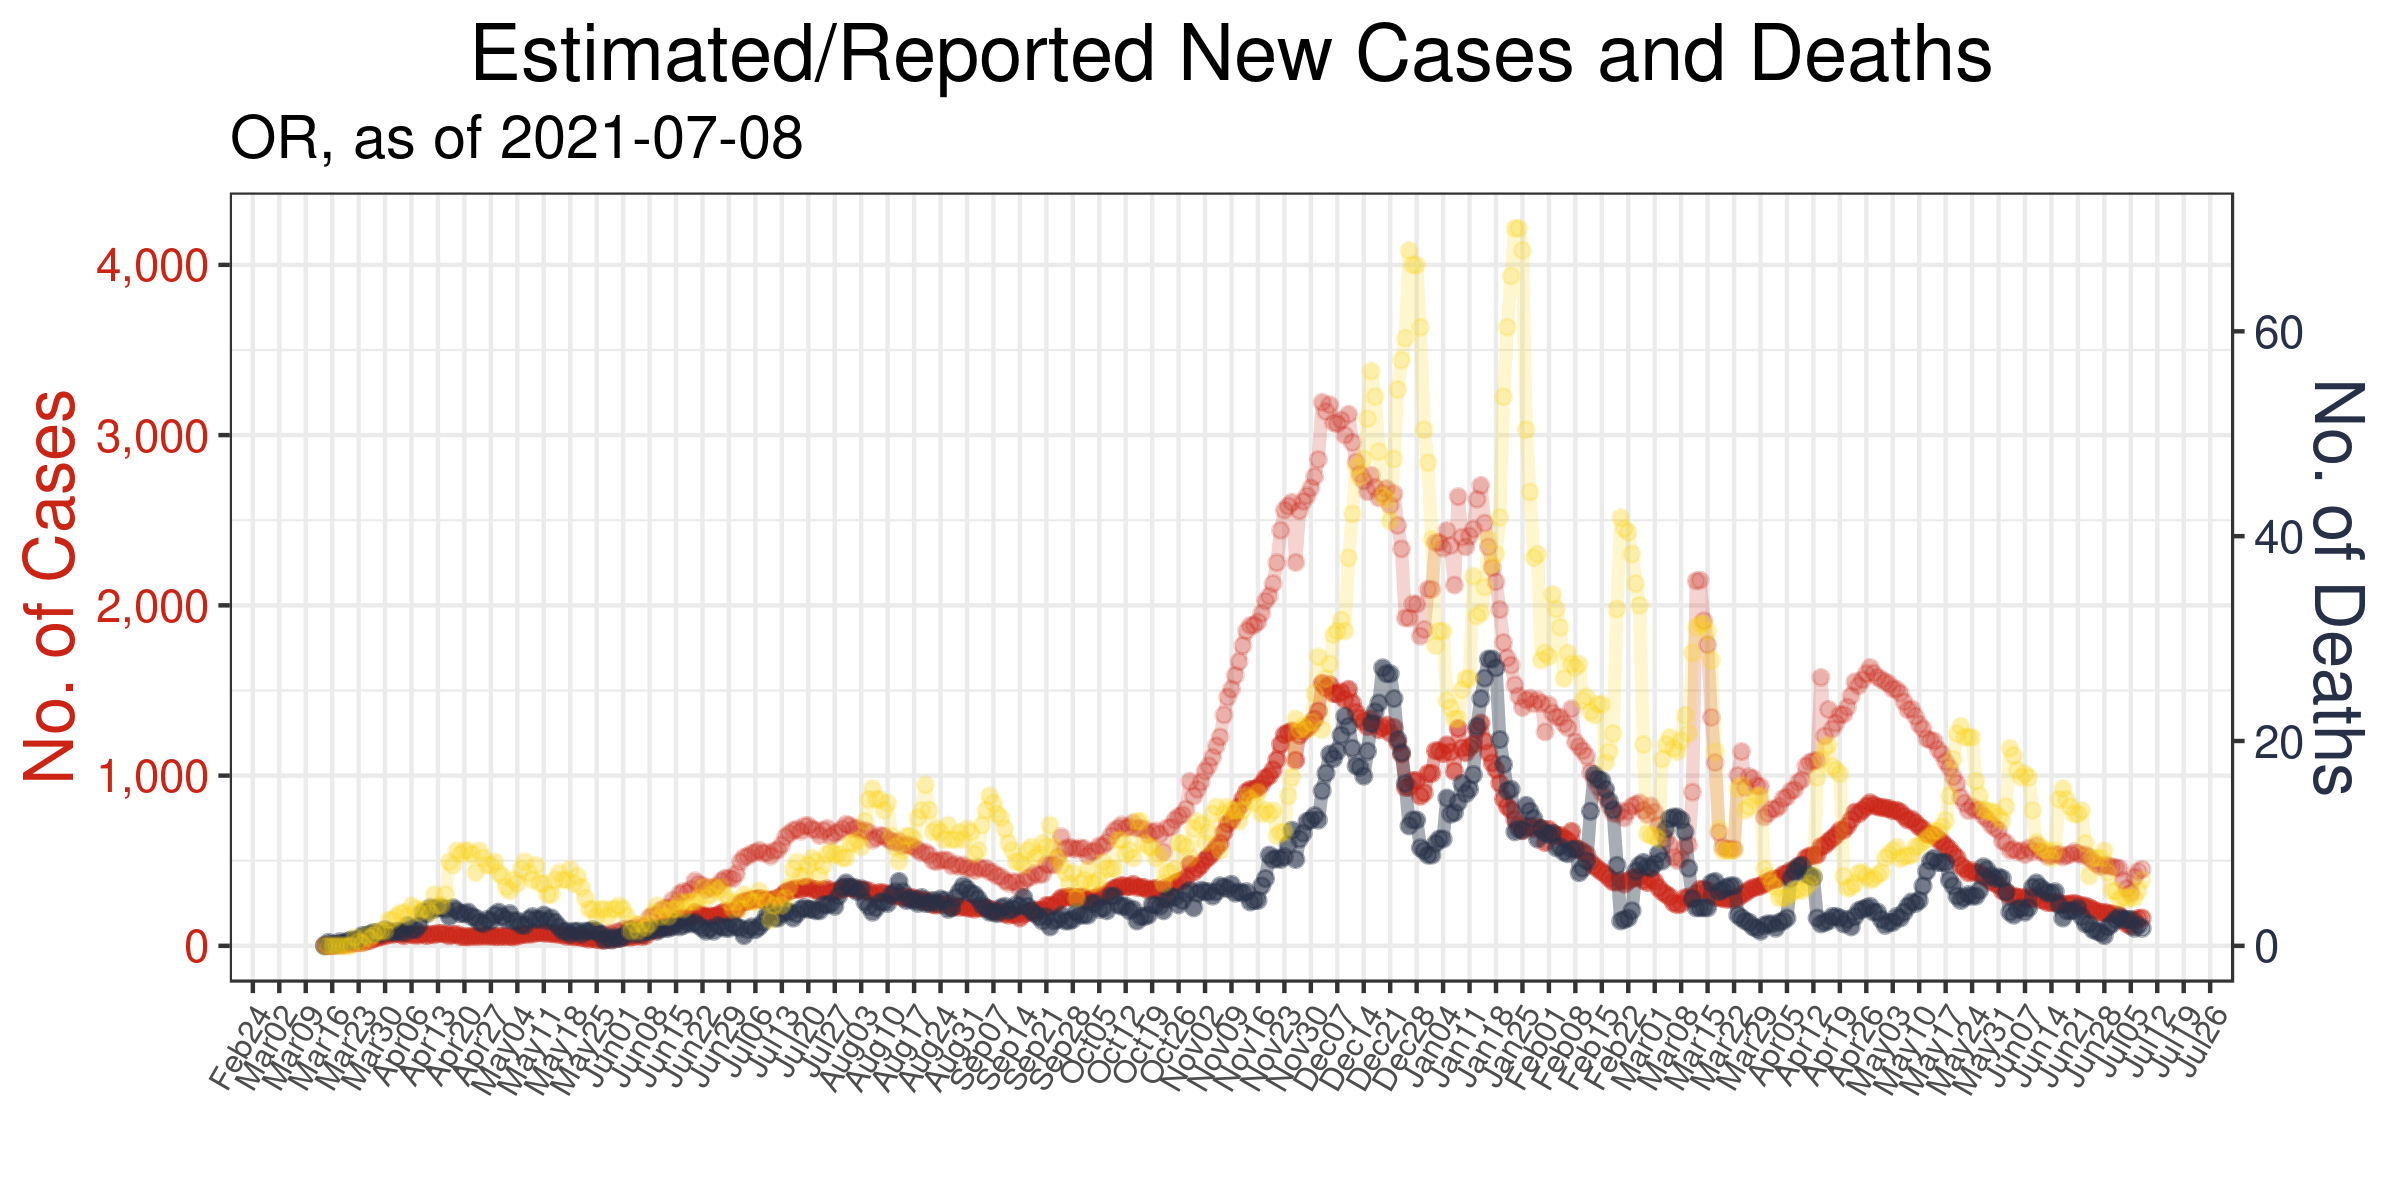 Estimated/Reported New Cases and Deaths
OR, as of 2021-07-08
No. of Cases
4,000
3,000
2,000
1,000
0
60
40
20
0
No. of Deaths
Feb24
Mar02
Mar09
Mar16
Mar23
Mar30
Apr06
Apr13
Apr20
Apr27
May04
May11
May18
May25
Jun01
Jun08
Jun15
Jun22
Jun29
Jul06
Jul13
Jul20
Jul27
Aug03
Aug10
Aug17
Aug24
Aug31
Sep07
Sep14
Sep21
Sep28
Oct05
Oct12
Oct19
Oct26
Nov02
Nov09
Nov16
Nov23
Nov30
Dec07
Dec14
Dec21
Dec28
Jan04
Jan11
Jan18
Jan25
Feb01
Feb08
Feb15
Feb22
Mar01
Mar08
Mar15
Mar22
Mar29
Apr05
Apr12
Apr19
Apr26
May03
May10
May17
May24
May31
Jun07
Jun14
Jun21
Jun28
Jul05
Jul12
Jul19
Jul26